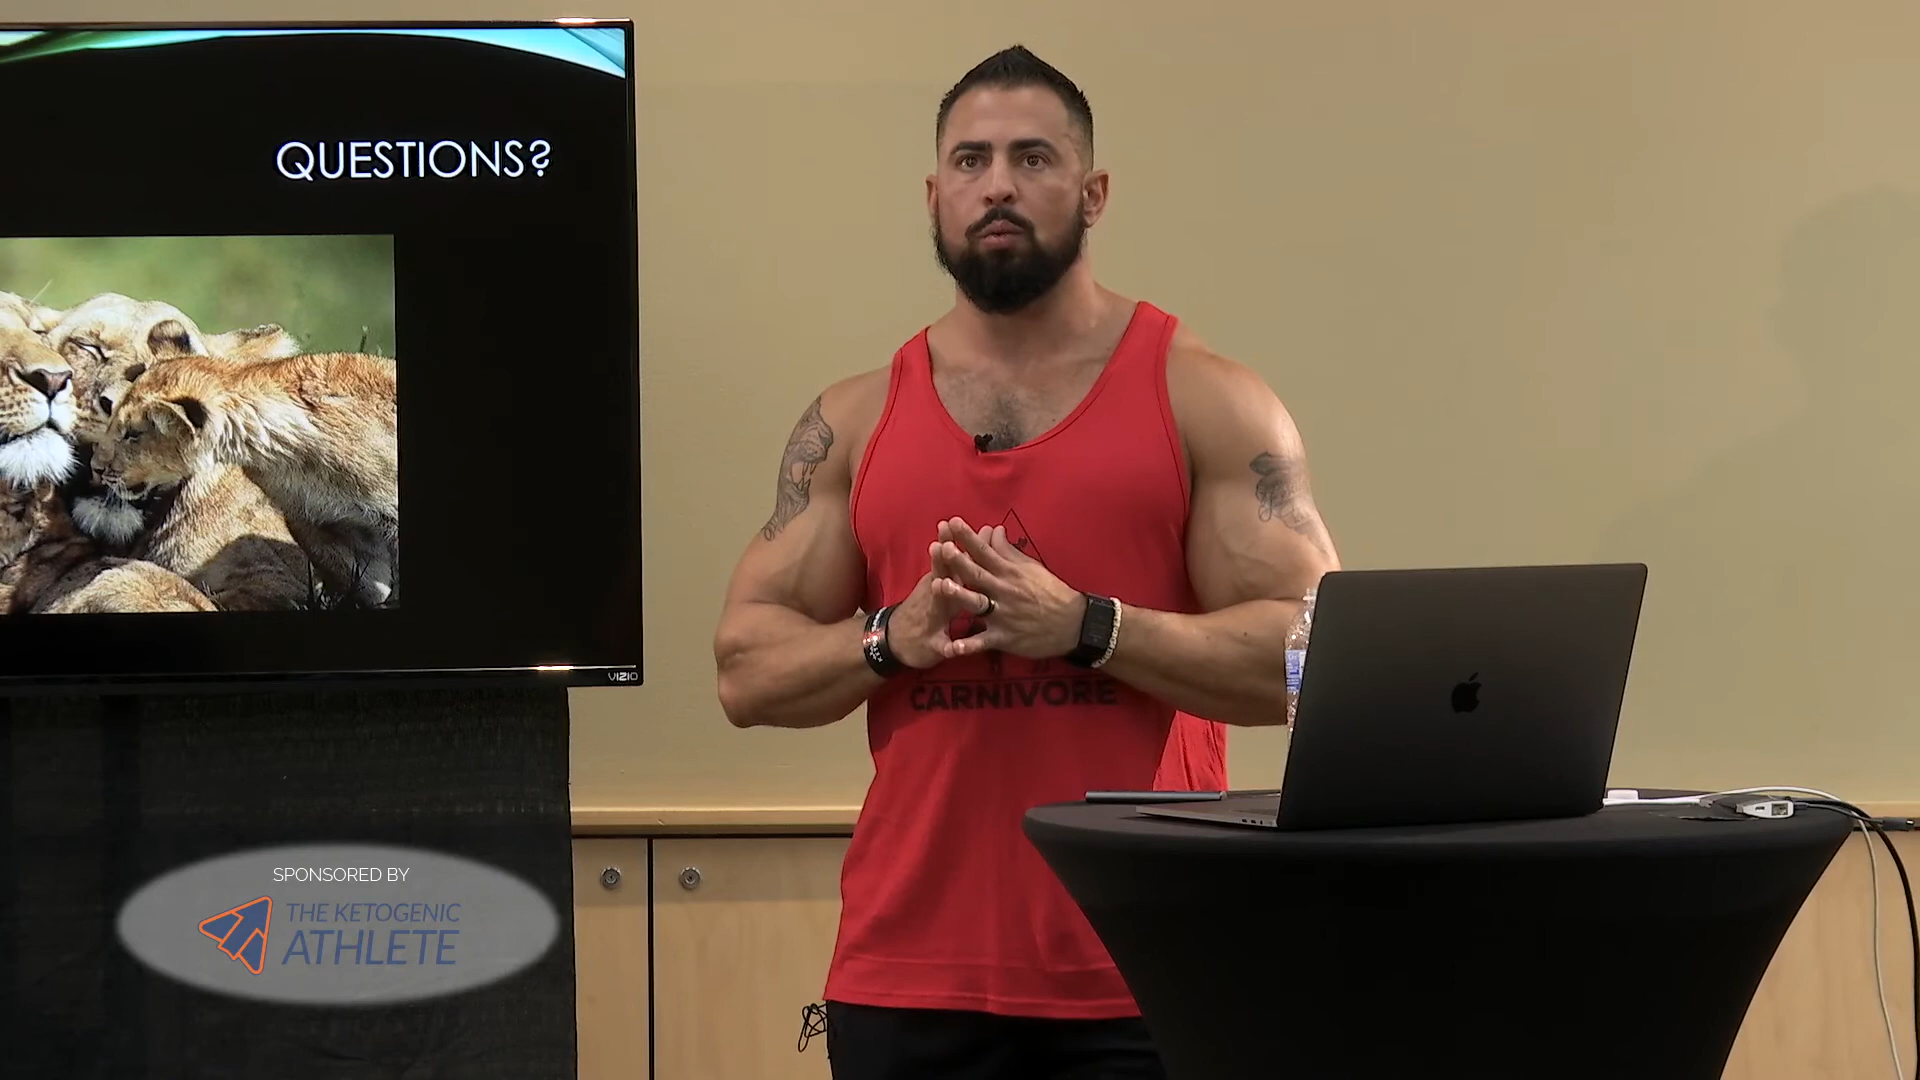 QUESTIONS?
VIZIO
CARNIVORE
SPONSORED BY
THE KETOGENIC
ATHLETE